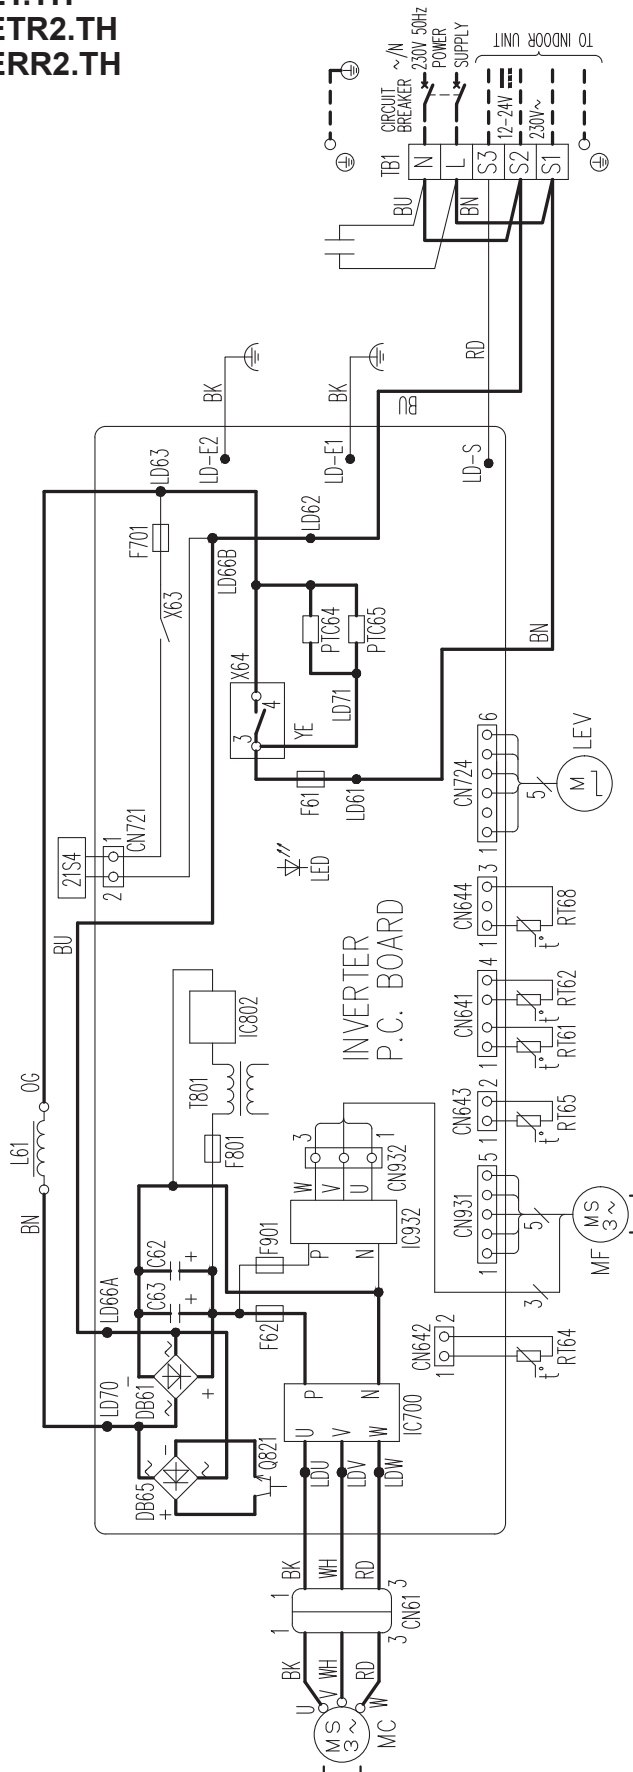 ETR2.TH
ERR2.TH
TO INDOOR UNIT
CIRCUIT
BREAKER
~/N
230V 50Hz
POWER
SUPPLY
12-24V
230V~
TB1
N
L
S3
S2
S1
BU
BN
RD
BK
LD-E2
BK
LD-E1
BU
LD-S
LD63
F701
X63
LD66B
LD62
PTC64
PTC65
X64
3
4
YE
LD71
F61
LD61
BN
21S4
2
1
CN721
LED
BU
INVERTER
P.C. BOARD
CN724
1
6
5
M
LEV
CN644
1
3
t°
RT68
CN641
1
4
t°
RT61
t°
RT62
CN643
1
2
t°
RT65
CN931
1
5
5
MS
3~
MF
3
CN642
1
2
t°
RT64
IC802
T801
F801
L61
OG
BN
3
1
CN932
W
V
U
IC932
P
N
F901
F62
C62
+
C63
+
LD66A
LD70
DB61
-
~
~
+
DB65
~
-
+
~
Q821
P
N
U
V
W
IC700
LDU
LDV
LDW
BK
WH
RD
1
1
3
3
CN61
BK
WH
RD
U
V
W
MS
3~
MC